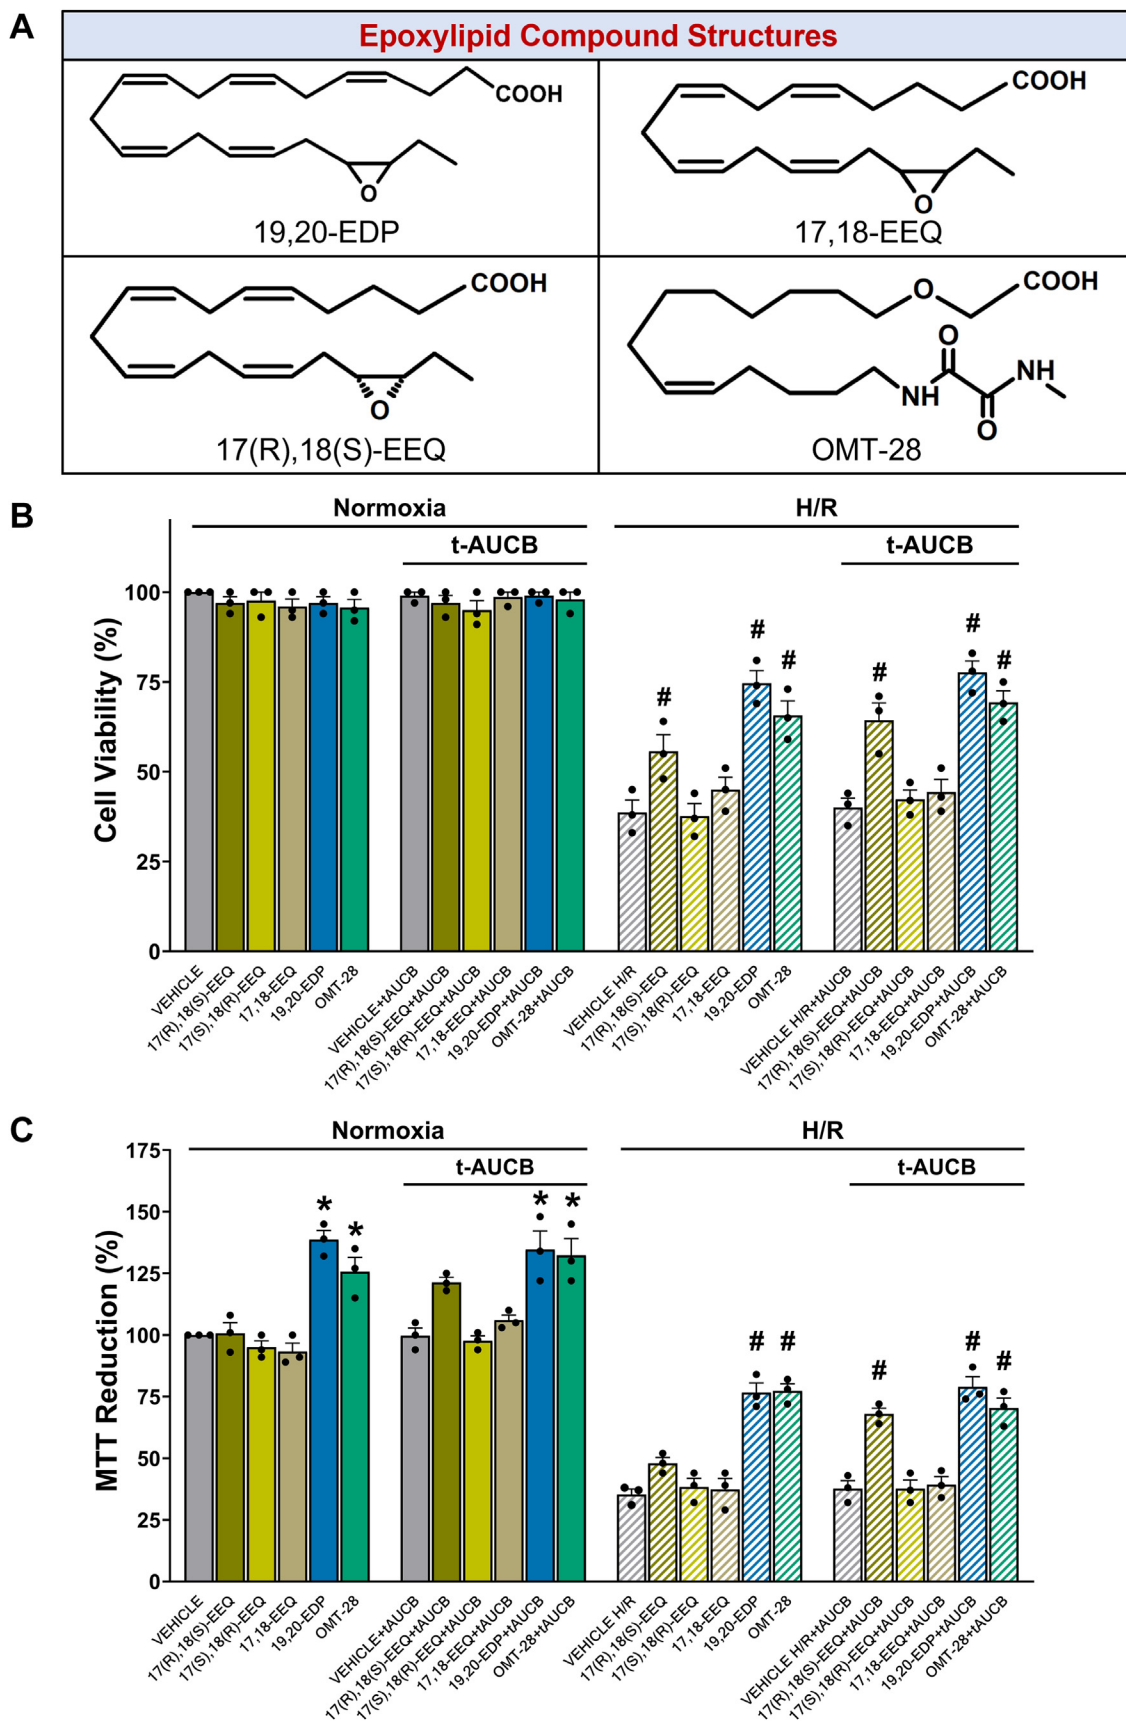 A
Epoxylipid Compound Structures
COOH
O
19,20-EDP
COOH
O
17,18-EEQ
COOH
O
17(R),18(S)-EEQ
O
COOH
O
NH
NH
O
OMT-28
B
Normoxia
H/R
t-AUCB
t-AUCB
Cell Viability (%)
100
75
50
25
0
# # # # # #
VEHICLE
17(R),18(S)-EEQ
17(S),18(R)-EEQ
17,18-EEQ
19,20-EDP
OMT-28
VEHICLE+tAUCB
17(R),18(S)-EEQ+tAUCB
17(S),18(R)-EEQ+tAUCB
17,18-EEQ+tAUCB
19,20-EDP+tAUCB
OMT-28+tAUCB
VEHICLE H/R
17(R),18(S)-EEQ
17(S),18(R)-EEQ
17,18-EEQ
19,20-EDP
OMT-28
VEHICLE H/R+tAUCB
17(R),18(S)-EEQ+tAUCB
17(S),18(R)-EEQ+tAUCB
17,18-EEQ+tAUCB
19,20-EDP+tAUCB
OMT-28+tAUCB
C
Normoxia
H/R
t-AUCB
t-AUCB
MTT Reduction (%)
175
150
125
100
75
50
25
0
* * * * # # # # #
VEHICLE
17(R),18(S)-EEQ
17(S),18(R)-EEQ
17,18-EEQ
19,20-EDP
OMT-28
VEHICLE+tAUCB
17(R),18(S)-EEQ+tAUCB
17(S),18(R)-EEQ+tAUCB
17,18-EEQ+tAUCB
19,20-EDP+tAUCB
OMT-28+tAUCB
VEHICLE H/R
17(R),18(S)-EEQ
17(S),18(R)-EEQ
17,18-EEQ
19,20-EDP
OMT-28
VEHICLE H/R+tAUCB
17(R),18(S)-EEQ+tAUCB
17(S),18(R)-EEQ+tAUCB
17,18-EEQ+tAUCB
19,20-EDP+tAUCB
OMT-28+tAUCB